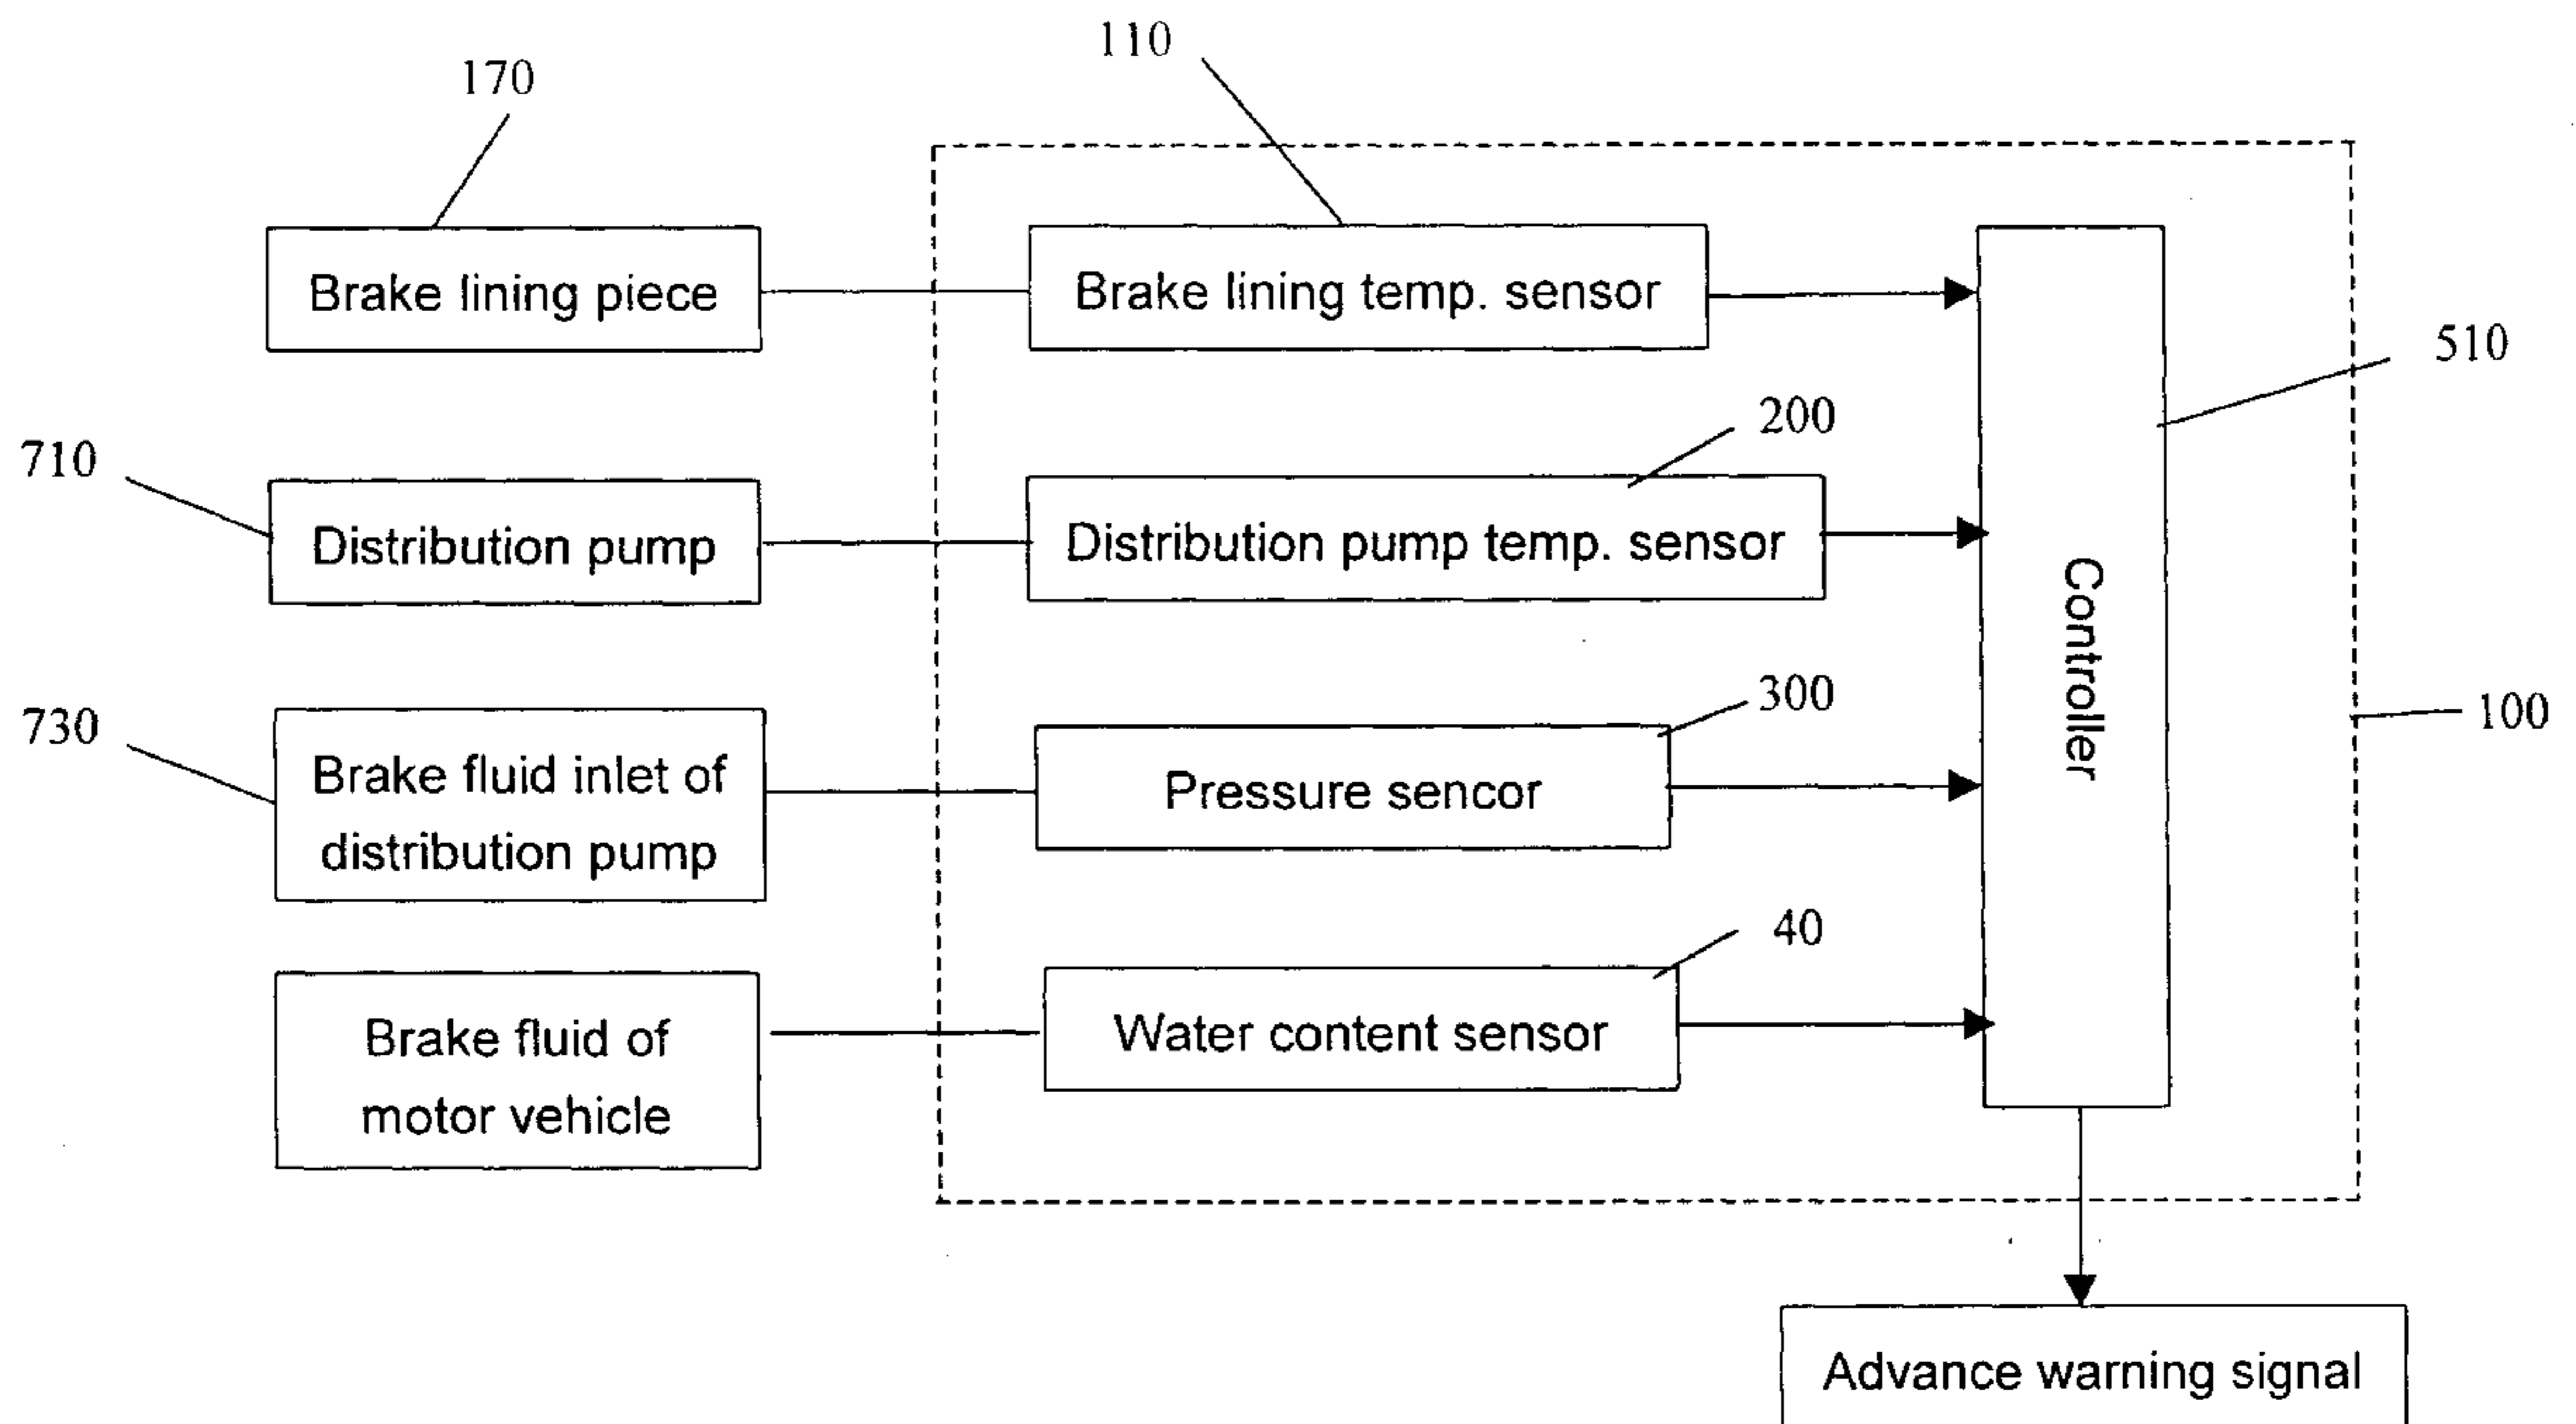 110
170
Brake lining piece
Brake lining temp. sensor
510
200
710
Distribution pump
Distribution pump temp. sensor
Controller
300
100
730
Brake fluid inlet of
distribution pump
Pressure sencor
40
Brake fluid of
motor vehicle
Water content sensor
Advance warning signal